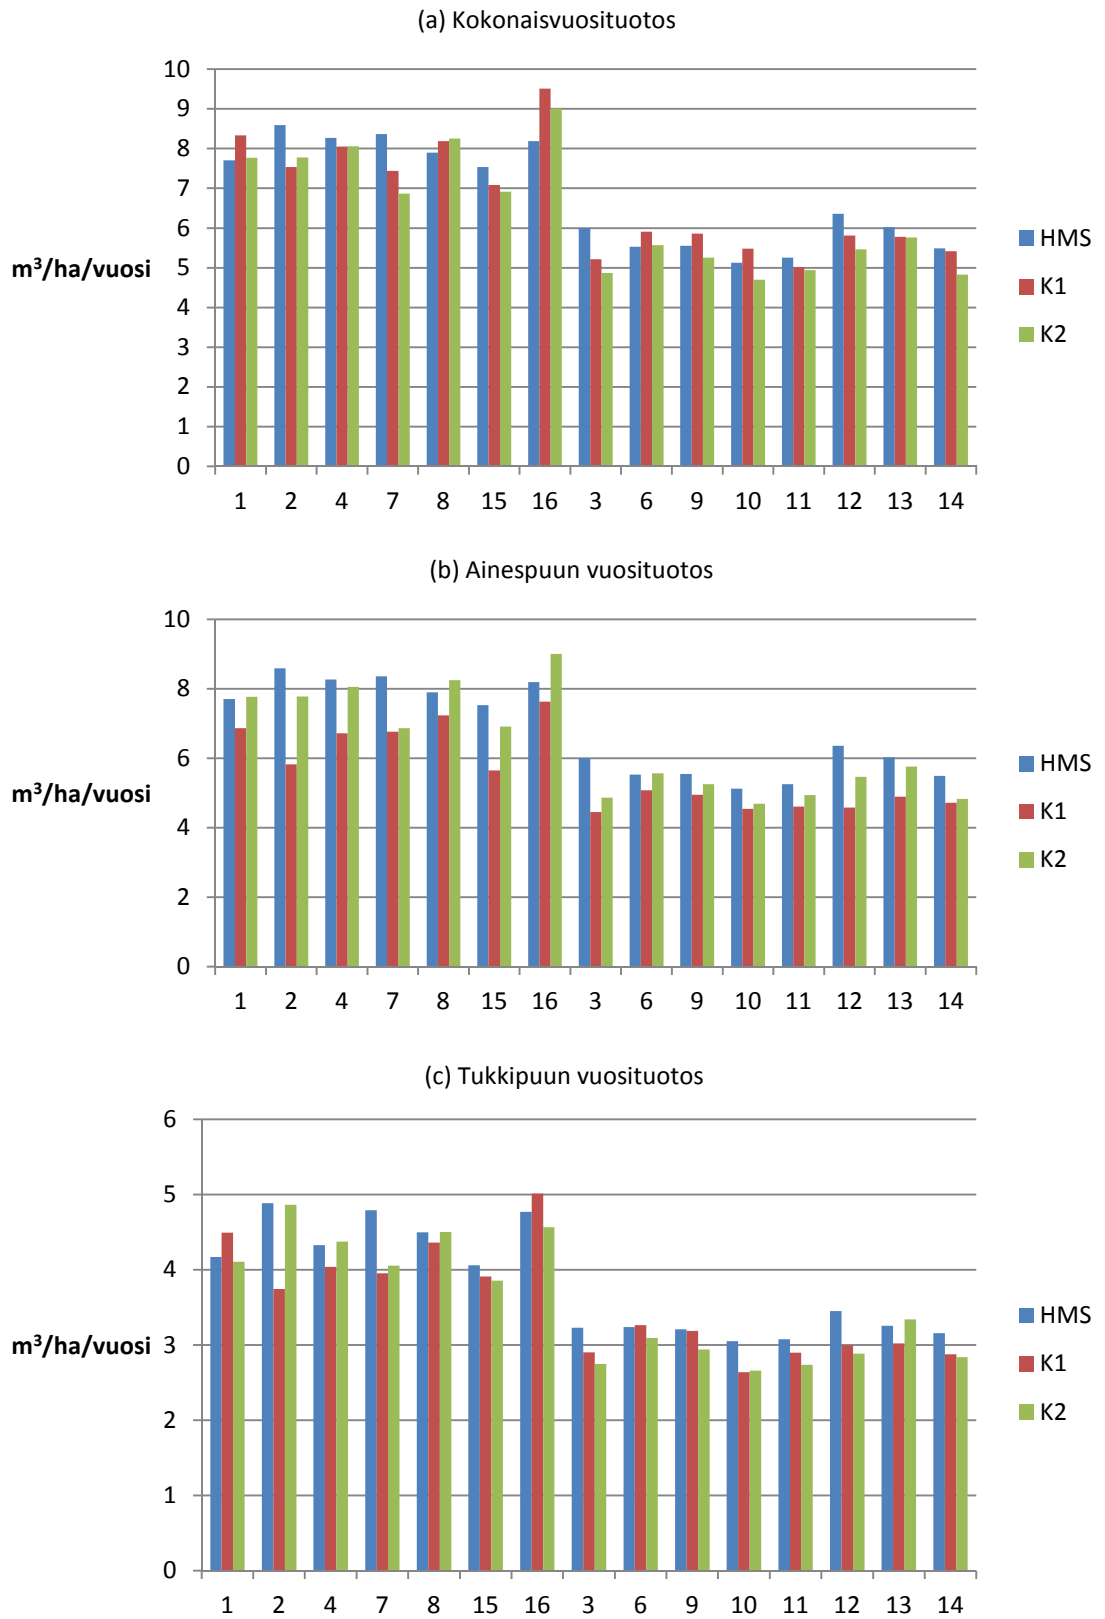 (a) Kokonaisvuosituotos
10
9
8
7
6
5
4
3
2
1
0
m³/ha/vuosi
1 2 4 7 8 15 16 3 6 9 10 11 12 13 14
HMS
K1
K2
(b) Ainespuun vuosituotos
10
8
6
4
2
0
m³/ha/vuosi
1 2 4 7 8 15 16 3 6 9 10 11 12 13 14
HMS
K1
K2
(c) Tukkipuun vuosituotos
6
5
4
3
2
1
0
m³/ha/vuosi
1 2 4 7 8 15 16 3 6 9 10 11 12 13 14
HMS
K1
K2